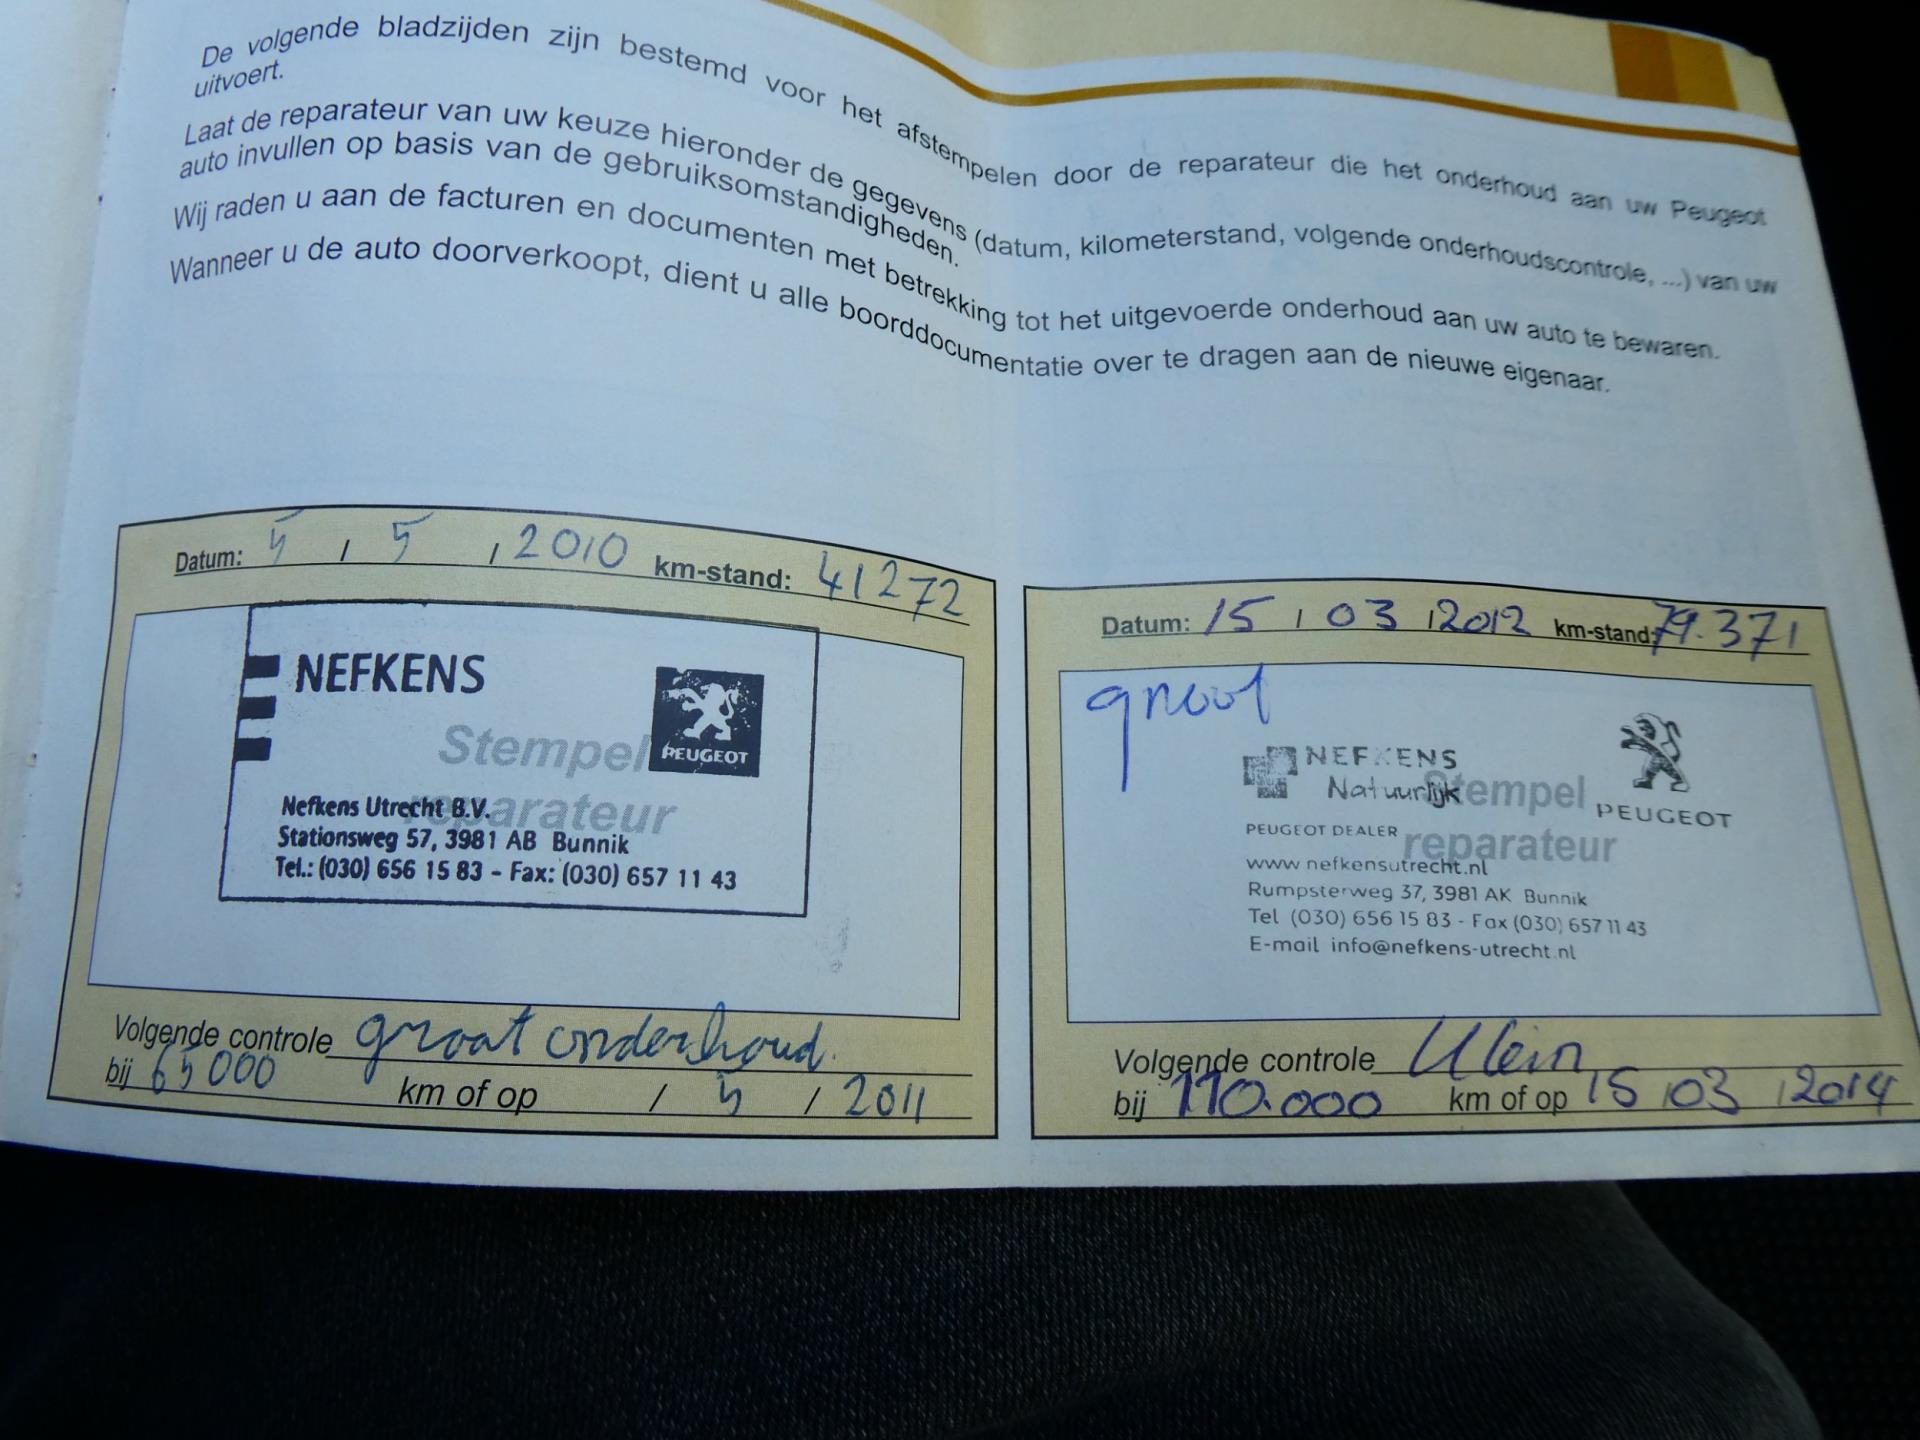 De volgende bladzijden zijn bestemd voor het afstempelen door de reparateur die het onderhoud aan uw Peugeot
uitvoert.
Laat de reparateur van uw keuze hieronder de gegevens (datum, kilometerstand, volgende onderhoudscontrole, ...) van uw
auto invullen op basis van de gebruiksomstandigheden.
Wij raden u aan de facturen en documenten met betrekking tot het uitgevoerde onderhoud aan uw auto te bewaren.
Wanneer u de auto doorverkoopt, dient u alle boorddocumentatie over te dragen aan de nieuwe eigenaar.
Datum: 5 / 5 / 2010 km-stand: 41272
NEFKENS
PEUGEOT
Stempel
reparateur
Nefkens Utrecht B.V.
Stationsweg 57, 3981 AB Bunnik
Tel.: (030) 656 15 83 - Fax: (030) 657 11 43
Volgende controle groot onderhoud.
bij 65000 km of op / 5 / 2011
Datum: 15 / 03 / 2012 km-stand: 79.371
groot
NEFKENS
Natuurlijk
PEUGEOT
Stempel
reparateur
PEUGEOT DEALER
www nefkensutrecht.nl
Rumpsterweg 37, 3981 AK Bunnik
Tel (030) 656 15 83 - Fax (030) 657 11 43
E-mail info@nefkens-utrecht.nl
Volgende controle Klein
bij 110.000 km of op 15 / 03 / 2014